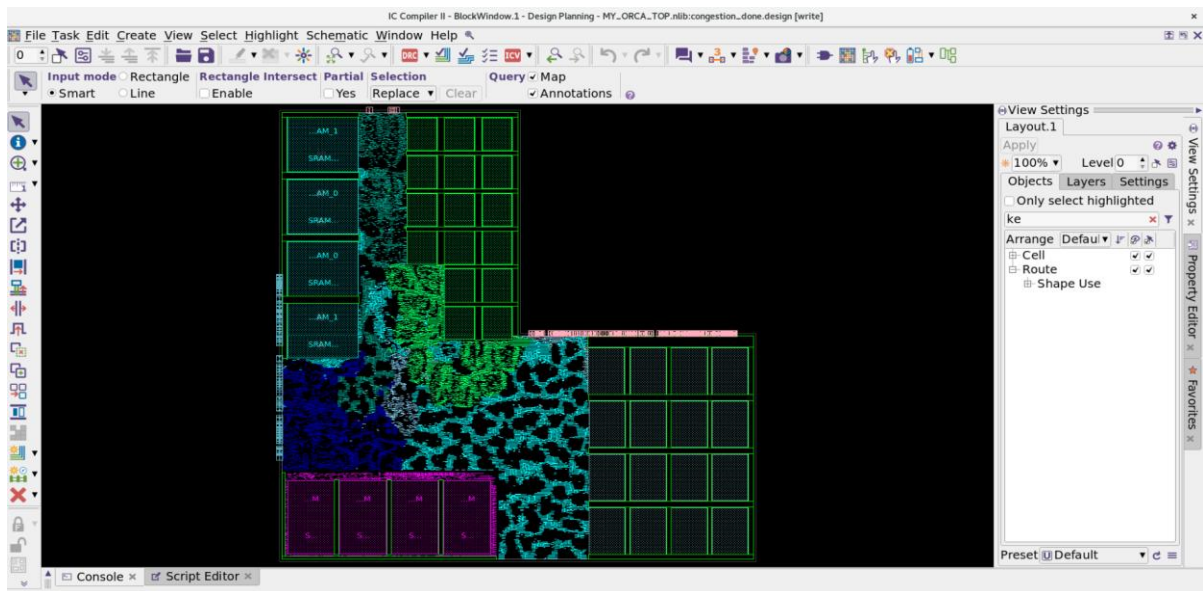 IC Compiler II - BlockWindow.1 - Design Planning - MY_ORCA_TOP.nlib:congestion_done.design [write]
File Task Edit Create View Select Highlight Schematic Window Help
0 DRC ICV
Input mode Rectangle Rectangle Intersect Partial Selection Query Map
Smart Line Enable Yes Replace Clear Annotations
View Settings
Layout.1
Apply
100% Level 0
Objects Layers Settings
Only select highlighted
ke
Arrange Defaul
Cell
Route
Shape Use
Preset U Default
View Settings
Property Editor
Favorites
...AM_1
SRAM...
...AM_0
SRAM...
...AM_0
SRAM...
...AM_1
SRAM...
...M ...M ...M ...M
S... S... S... S...
Console Script Editor